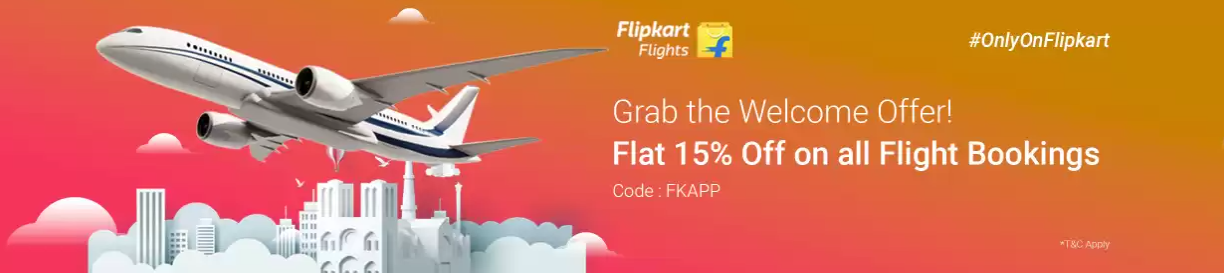 Flipkart
Flights
#OnlyOnFlipkart
Grab the Welcome Offer!
Flat 15% Off on all Flight Bookings
Code : FKAPP
*T&C Apply